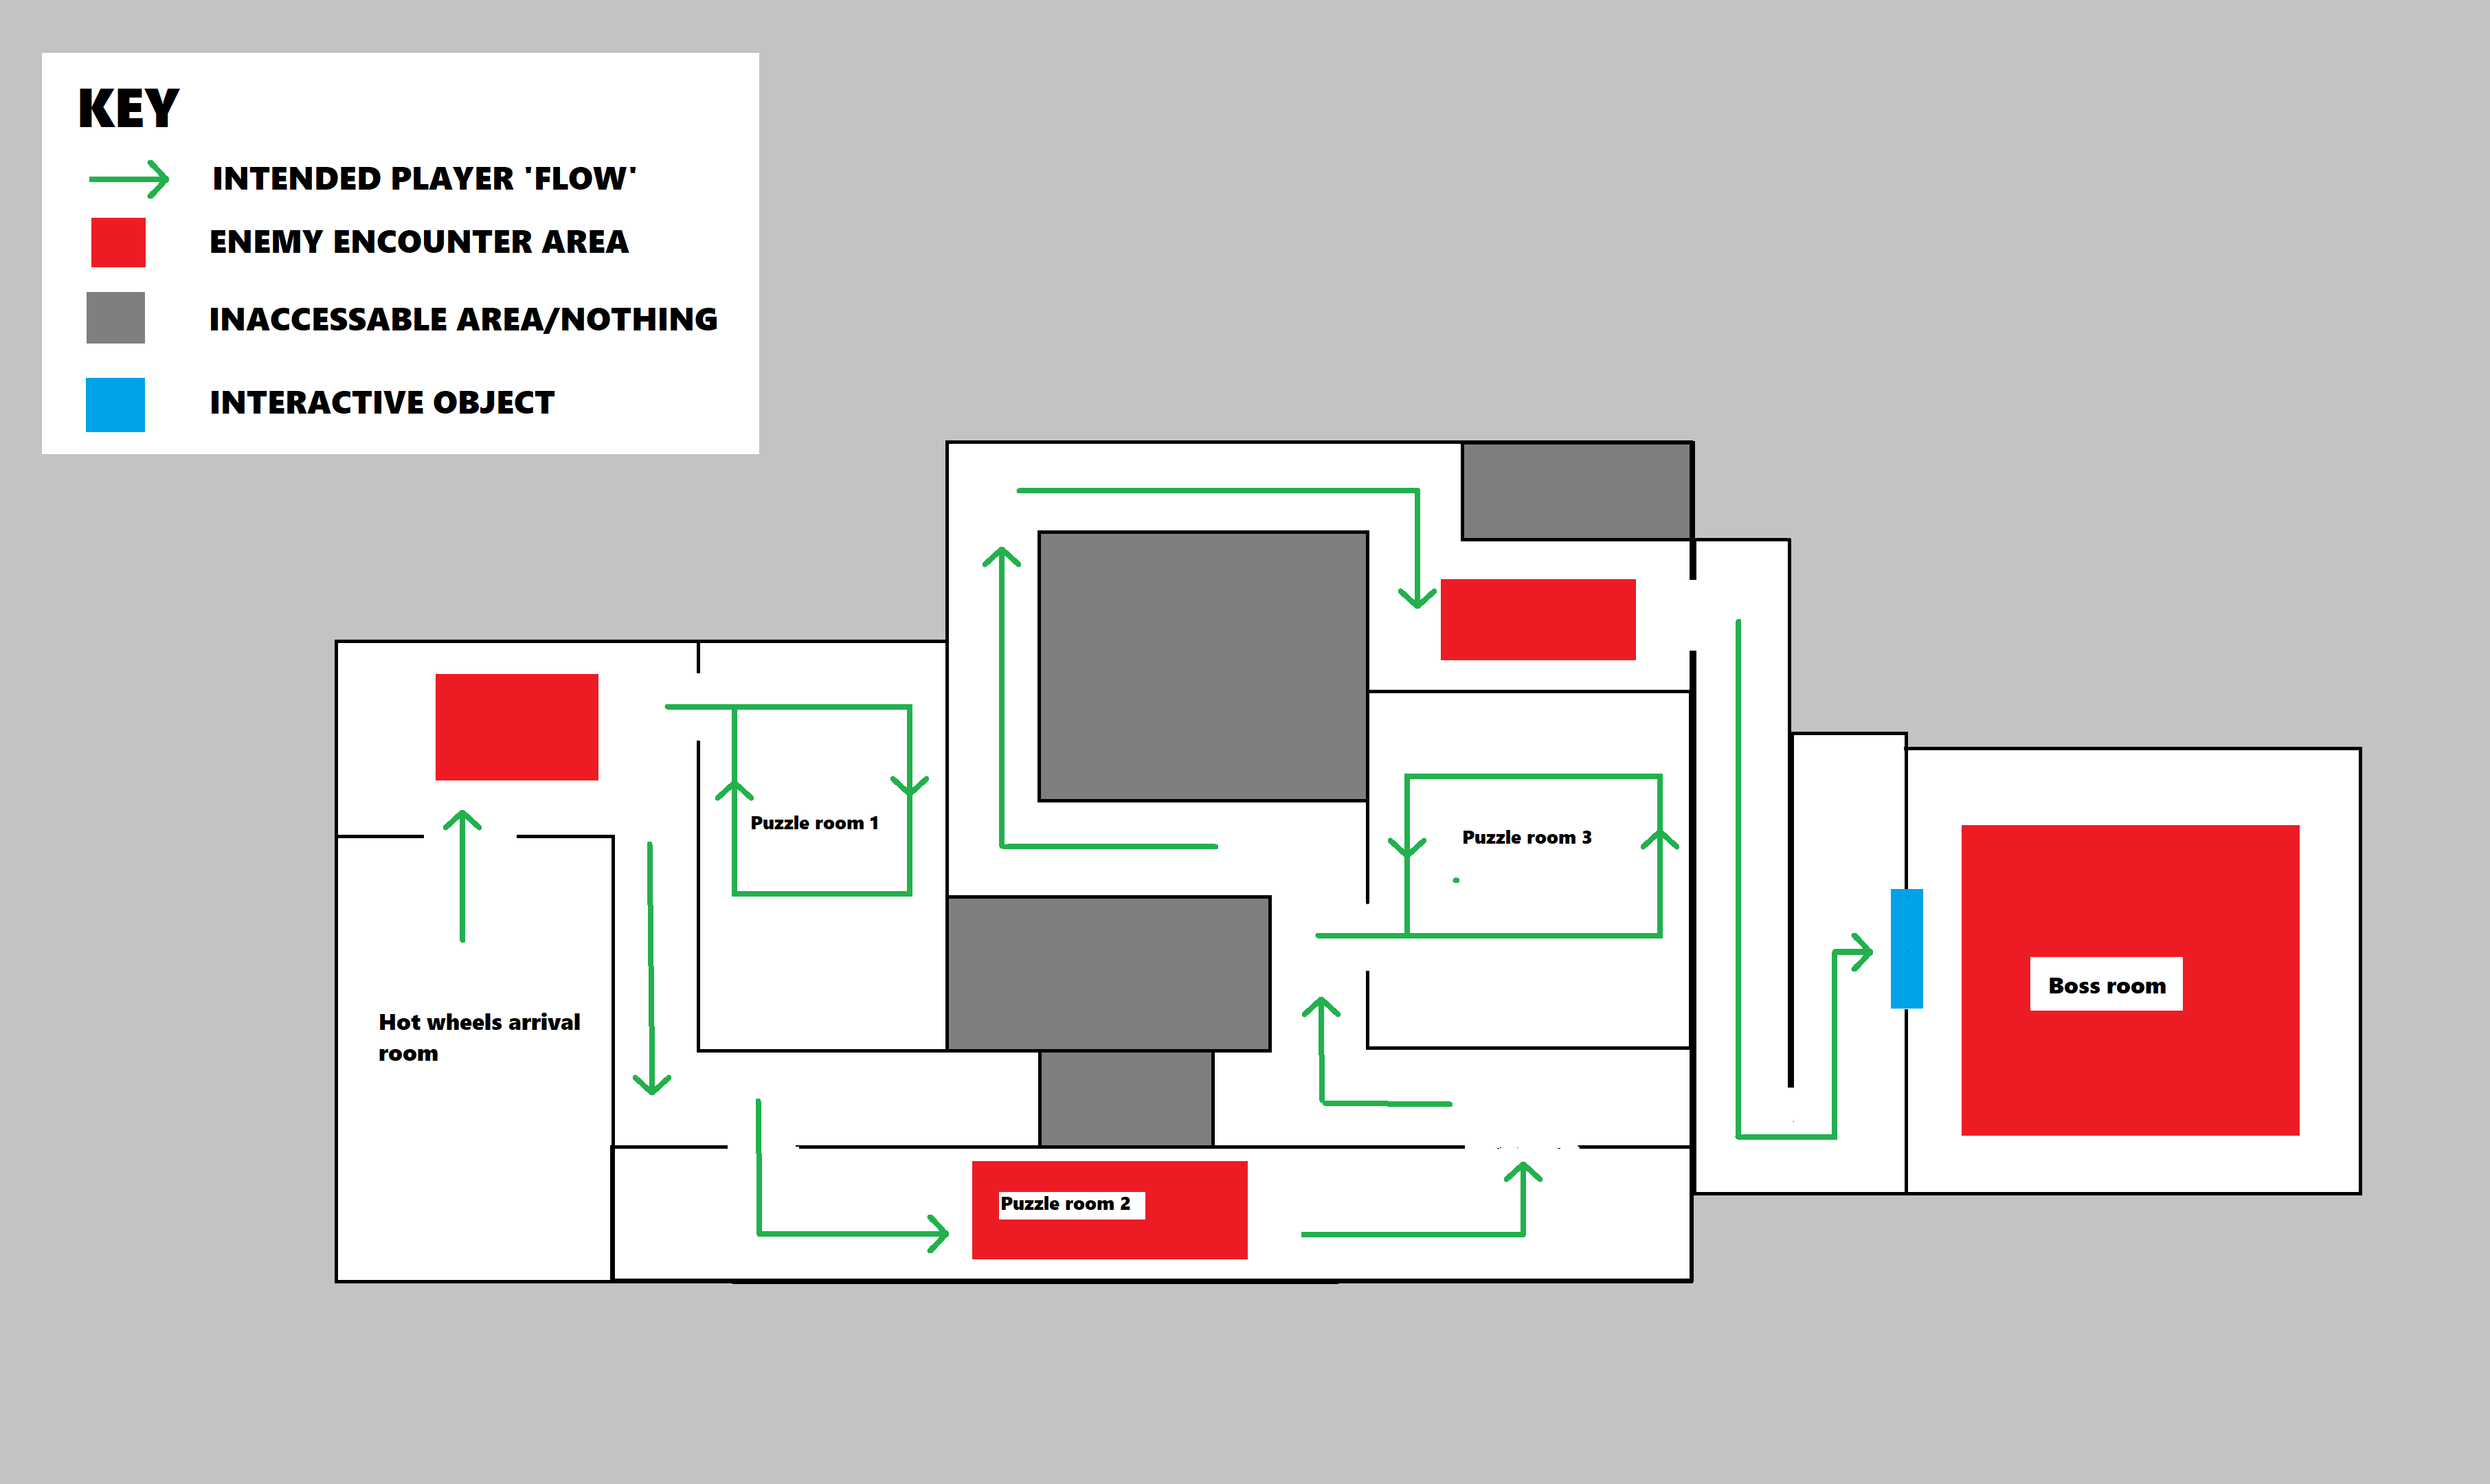 KEY
INTENDED PLAYER 'FLOW'
ENEMY ENCOUNTER AREA
INACCESSABLE AREA/NOTHING
INTERACTIVE OBJECT
Puzzle room 1
Puzzle room 3
Hot wheels arrival
room
Boss room
Puzzle room 2